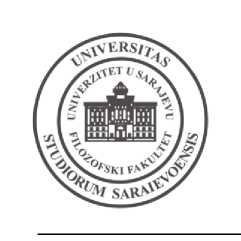 UNIVERSITAS
STUDIORUM SARAIEVOENSIS
UNIVERZITET U SARAJEVU
FILOZOFSKI FAKULTET